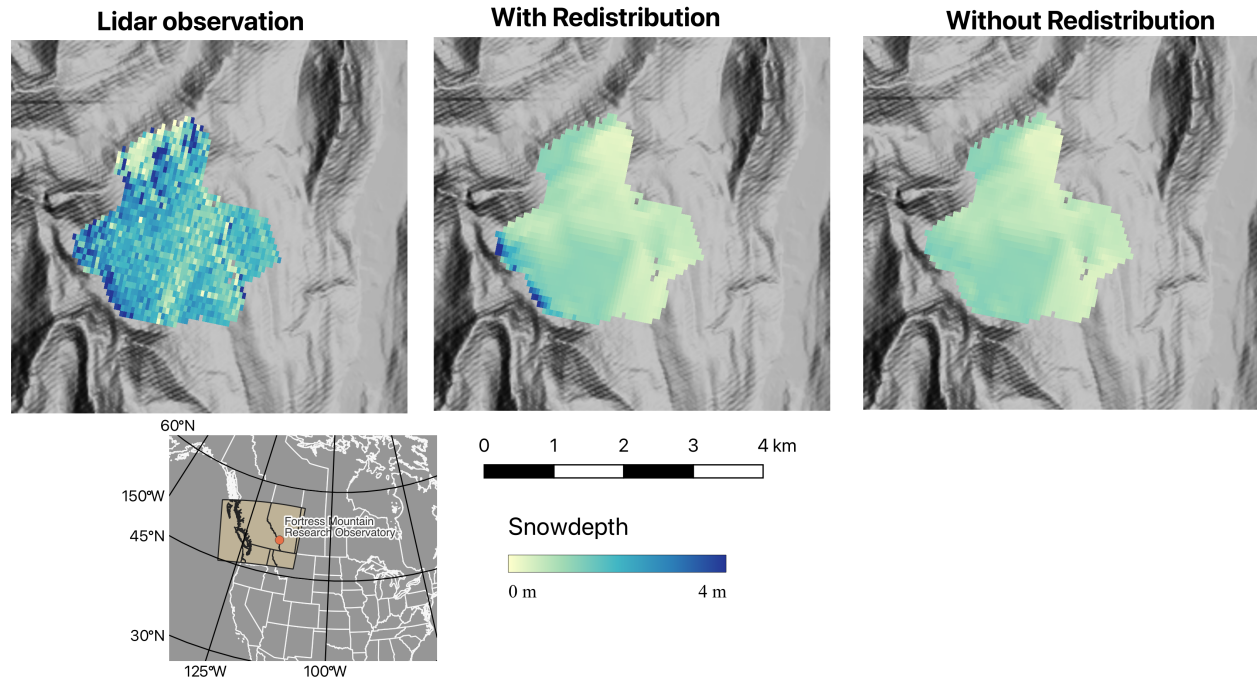 Lidar observation
With Redistribution
Without Redistribution
60°N
150°W
45°N
30°N
125°W
100°W
Fortress Mountain
Research Observatory
0 1 2 3 4 km
Snowdepth
0 m
4 m